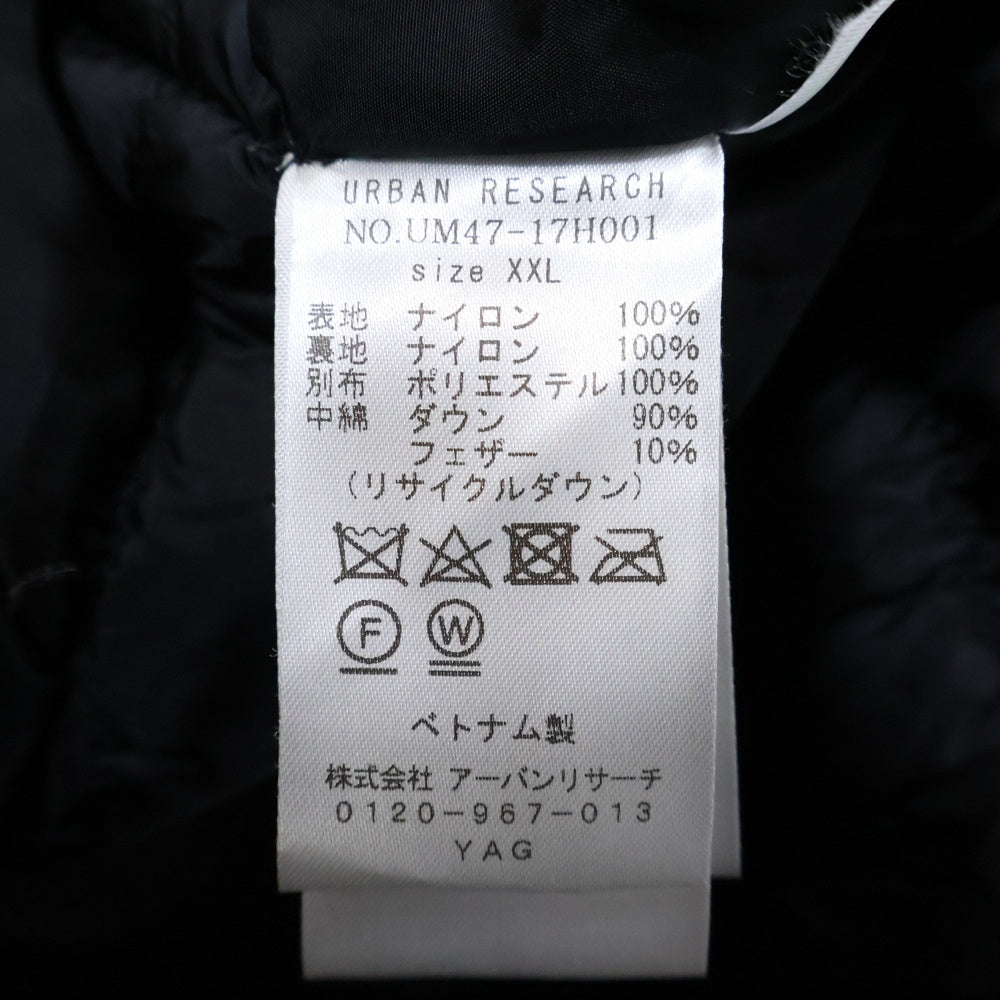 URBAN RESEARCH
NO.UM47-17H001
size XXL
表地 ナイロン 100%
裏地 ナイロン 100%
別布 ポリエステル 100%
中綿 ダウン 90%
フェザー 10%
(リサイクルダウン)
F W
ベトナム製
株式会社 アーバンリサーチ
0120-967-013
YAG